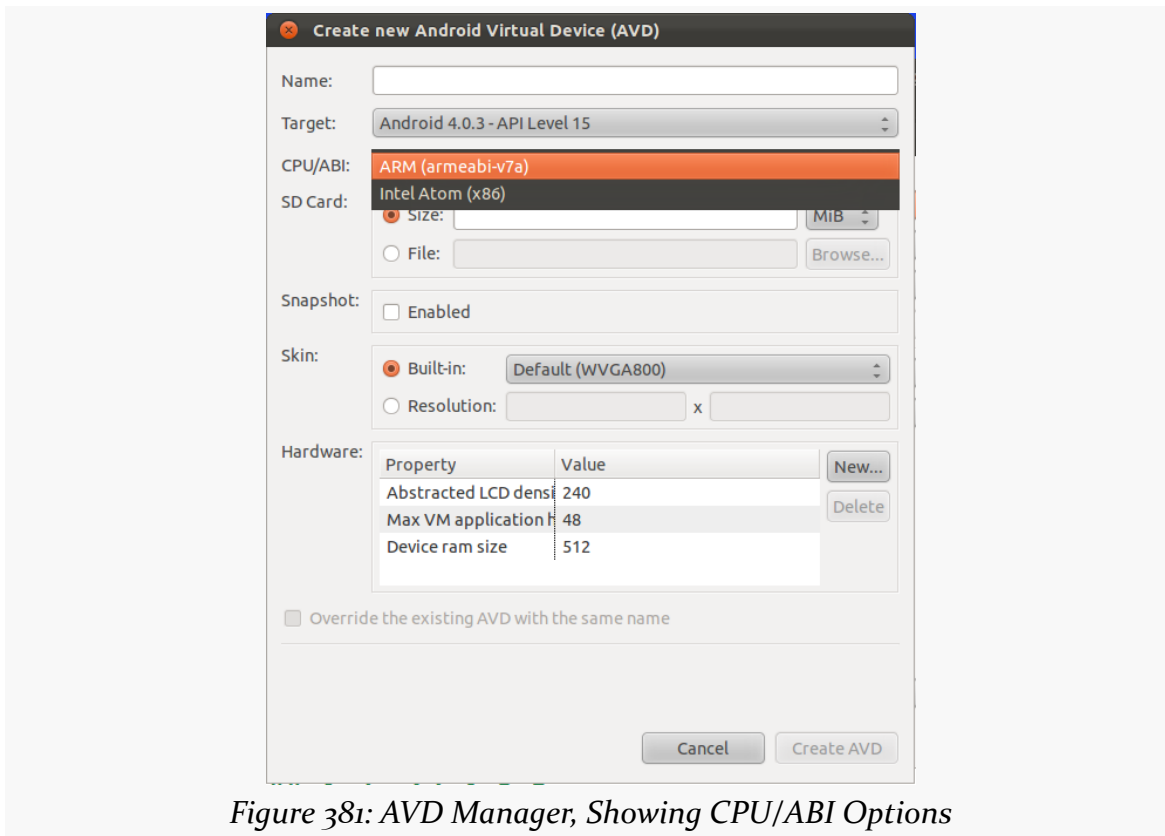 Create new Android Virtual Device (AVD)
Name:
Target: Android 4.0.3 - API Level 15
CPU/ABI: ARM (armeabi-v7a)
Intel Atom (x86)
SD Card:
Size: MiB
File: Browse...
Snapshot:
Enabled
Skin:
Built-in: Default (WVGA800)
Resolution: x
Hardware:
Property Value New...
Abstracted LCD densi 240
Delete
Max VM application h 48
Device ram size 512
Override the existing AVD with the same name
Cancel Create AVD
Figure 381: AVD Manager, Showing CPU/ABI Options